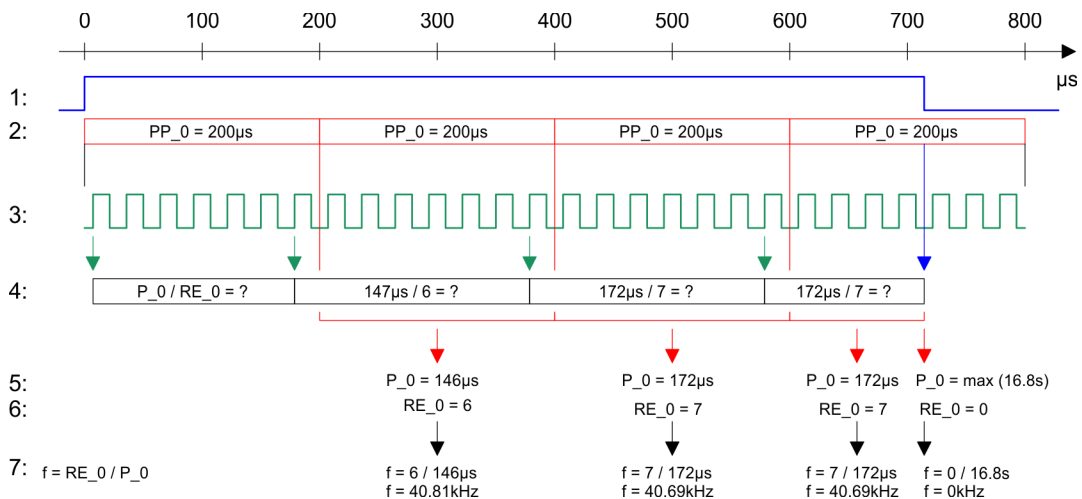 0 100 200 300 400 500 600 700 800
µs
1:
2: PP_0 = 200µs PP_0 = 200µs PP_0 = 200µs PP_0 = 200µs
3:
4: P_0 / RE_0 = ? 147µs / 6 = ? 172µs / 7 = ? 172µs / 7 = ?
5: P_0 = 146µs P_0 = 172µs P_0 = 172µs P_0 = max (16.8s)
6: RE_0 = 6 RE_0 = 7 RE_0 = 7 RE_0 = 0
7: f = RE_0 / P_0 f = 6 / 146µs f = 7 / 172µs f = 7 / 172µs f = 0 / 16.8s
f = 40.81kHz f = 40.69kHz f = 40.69kHz f = 0kHz